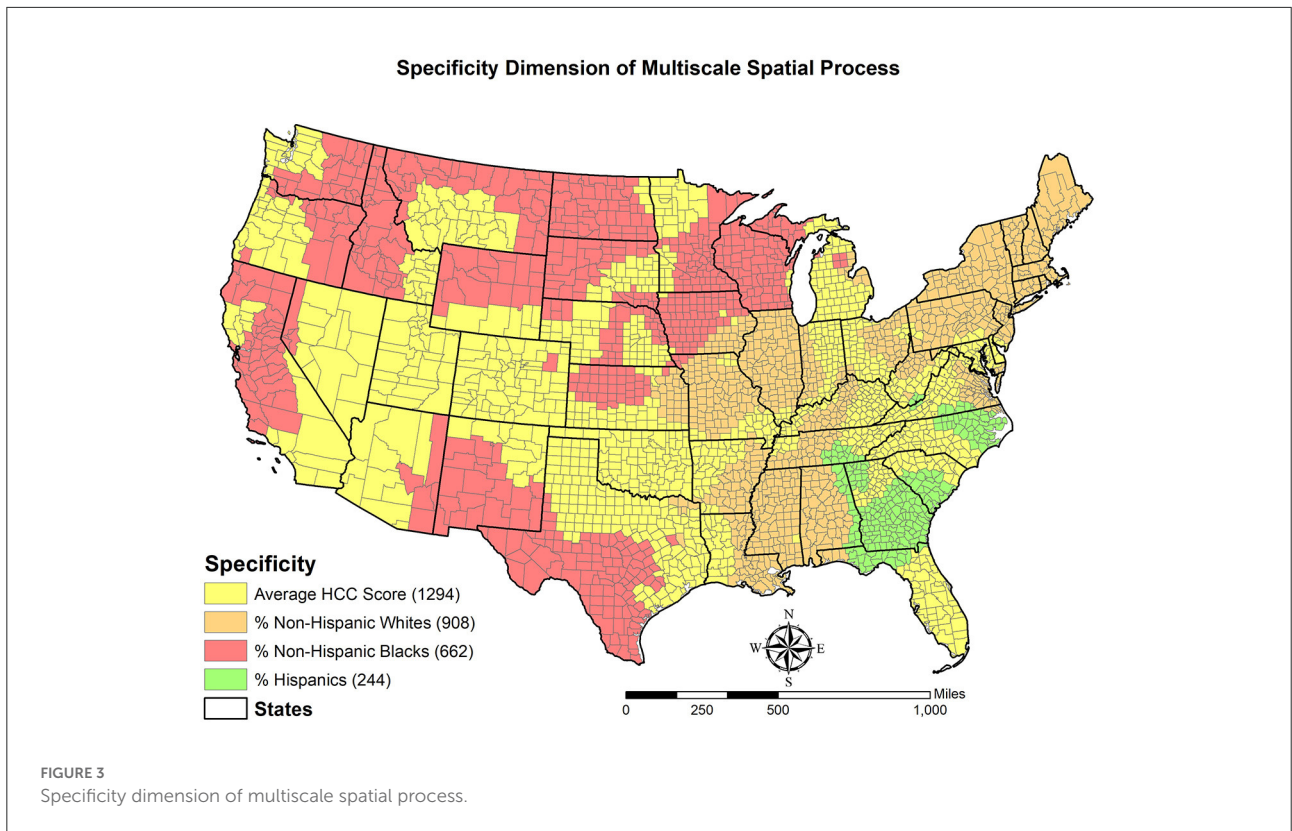 Specificity Dimension of Multiscale Spatial Process
Specificity
Average HCC Score (1294)
% Non-Hispanic Whites (908)
% Non-Hispanic Blacks (662)
% Hispanics (244)
States
N
W E
S
Miles
0 250 500 1,000
FIGURE 3
Specificity dimension of multiscale spatial process.